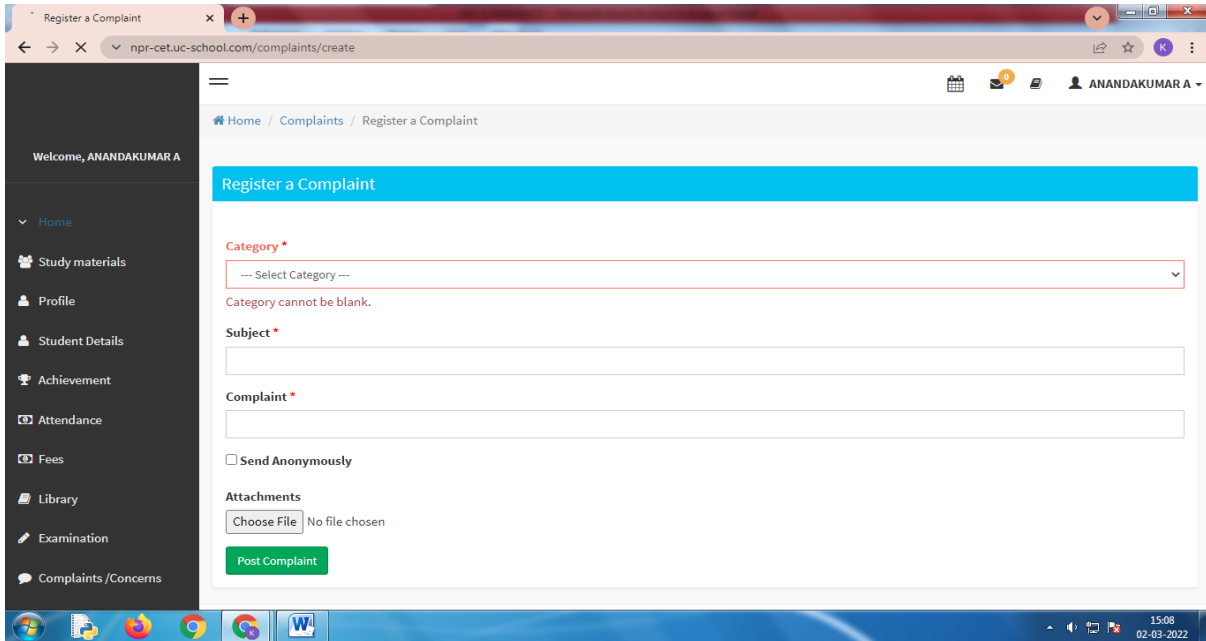 Register a Complaint
npr-cet.uc-school.com/complaints/create
K
0
ANANDAKUMAR A
Home / Complaints / Register a Complaint
Welcome, ANANDAKUMAR A
Home
Study materials
Profile
Student Details
Achievement
Attendance
Fees
Library
Examination
Complaints /Concerns
Register a Complaint
Category *
--- Select Category ---
Category cannot be blank.
Subject *
Complaint *
Send Anonymously
Attachments
Choose File No file chosen
Post Complaint
K
W
15:08
02-03-2022